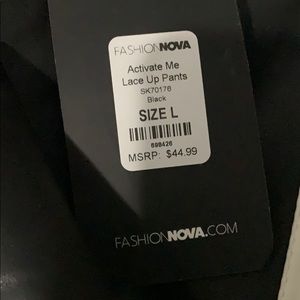 FASHIONNOVA
Activate Me
Lace Up Pants
SK70176
Black
SIZE L
698426
MSRP: $44.99
FASHIONNOVA.COM